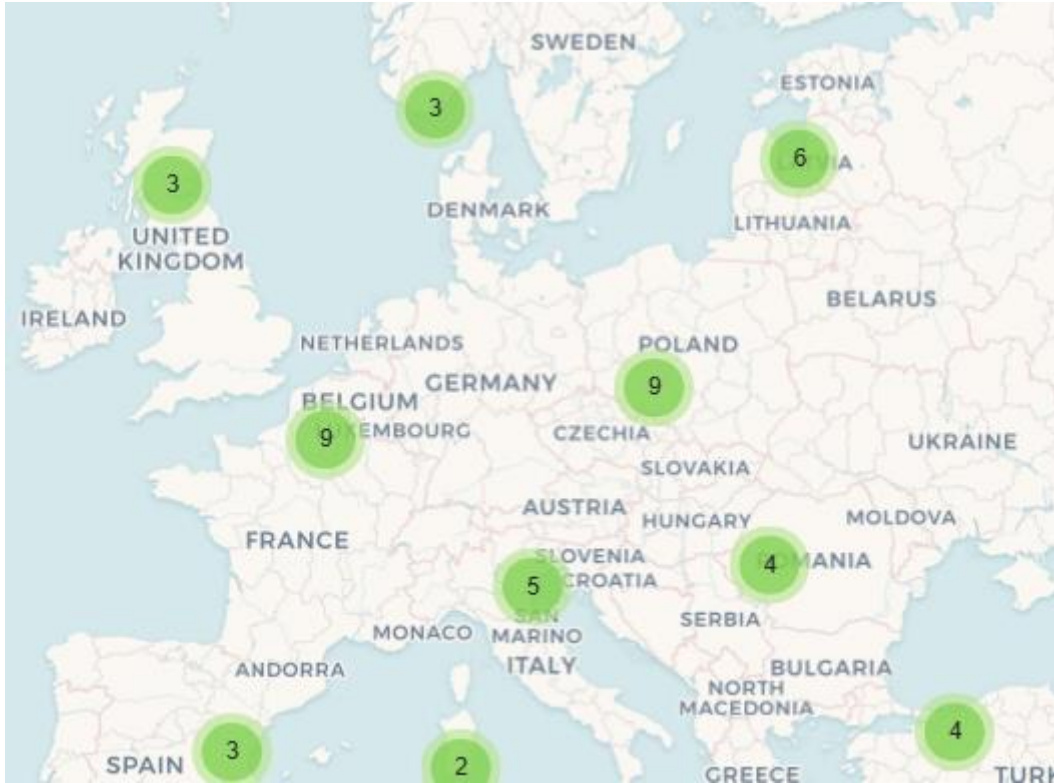 SWEDEN
ESTONIA
3
6
3
DENMARK
LITHUANIA
UNITED
KINGDOM
BELARUS
IRELAND
NETHERLANDS
POLAND
GERMANY
9
BELGIUM
9
CZECHIA
UKRAINE
SLOVAKIA
AUSTRIA
HUNGARY
MOLDOVA
FRANCE
SLOVENIA
4
5
CROATIA
SERBIA
MONACO
SAN
MARINO
ITALY
ANDORRA
BULGARIA
NORTH
MACEDONIA
4
3
SPAIN
2
GREECE